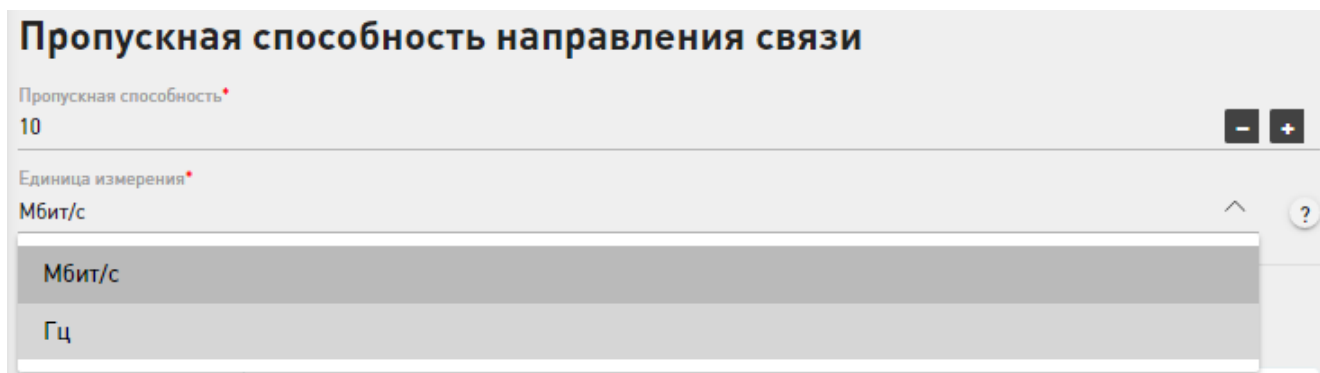 Пропускная способность направления связи
Пропускная способность*
10
- +
Единица измерения*
Мбит/с
?
Мбит/с
Гц